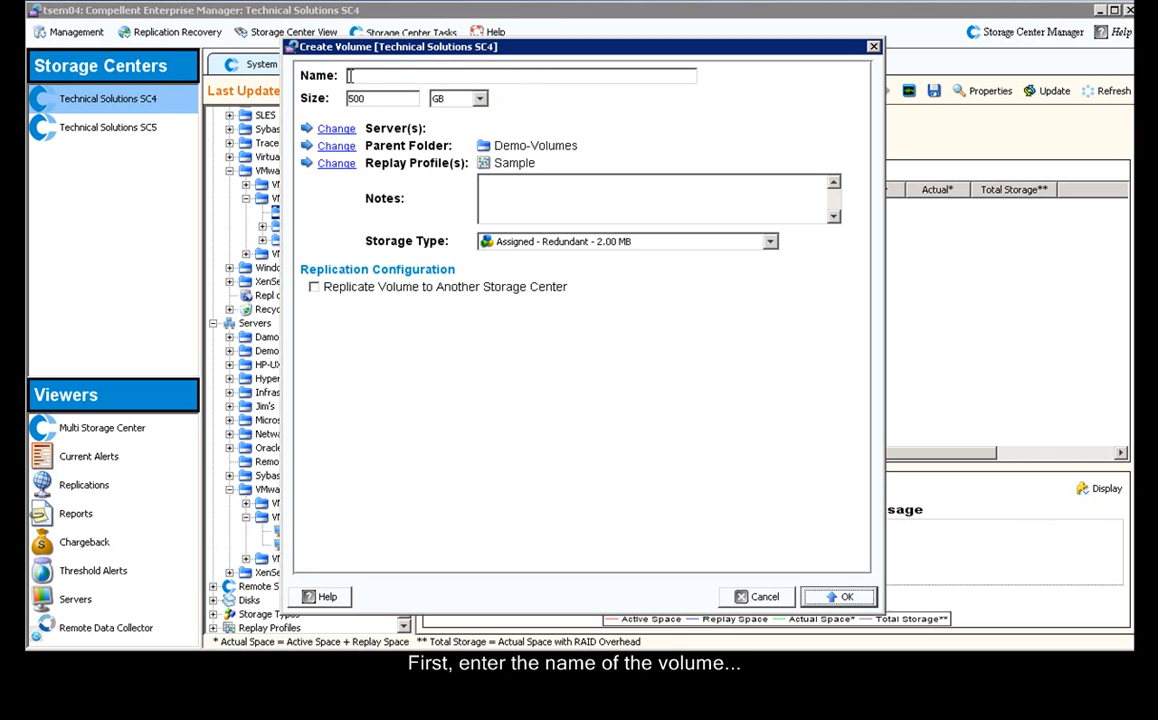 tsem04: Compellent Enterprise Manager: Technical Solutions SC4
Management Replication Recovery Storage Center View Storage Center Tasks Help Storage Center Manager Help
Storage Centers
Technical Solutions SC4
Technical Solutions SC5
Viewers
Multi Storage Center
Current Alerts
Replications
Reports
Chargeback
Threshold Alerts
Servers
Remote Data Collector
System
Last Update
SLES
Syba
Trace
Virtua
VMwa
Windo
XenSe
Repl
Recyc
Servers
Damo
Demo
HP-UX
Hyper
Infras
Jim's
Micros
Netw
Oracle
Remo
Sybas
VMwa
XenSe
Remote S
Disks
Storage Types
Replay Profiles
Create Volume [Technical Solutions SC4]
Name:
Size: 500 GB
Change Server(s):
Change Parent Folder: Demo-Volumes
Change Replay Profile(s): Sample
Notes:
Storage Type: Assigned - Redundant - 2.00 MB
Replication Configuration
Replicate Volume to Another Storage Center
Help Cancel OK
Properties Update Refresh
Actual* Total Storage**
Display
sage
Active Space Replay Space Actual Space* Total Storage**
* Actual Space = Active Space + Replay Space ** Total Storage = Actual Space with RAID Overhead
First, enter the name of the volume...